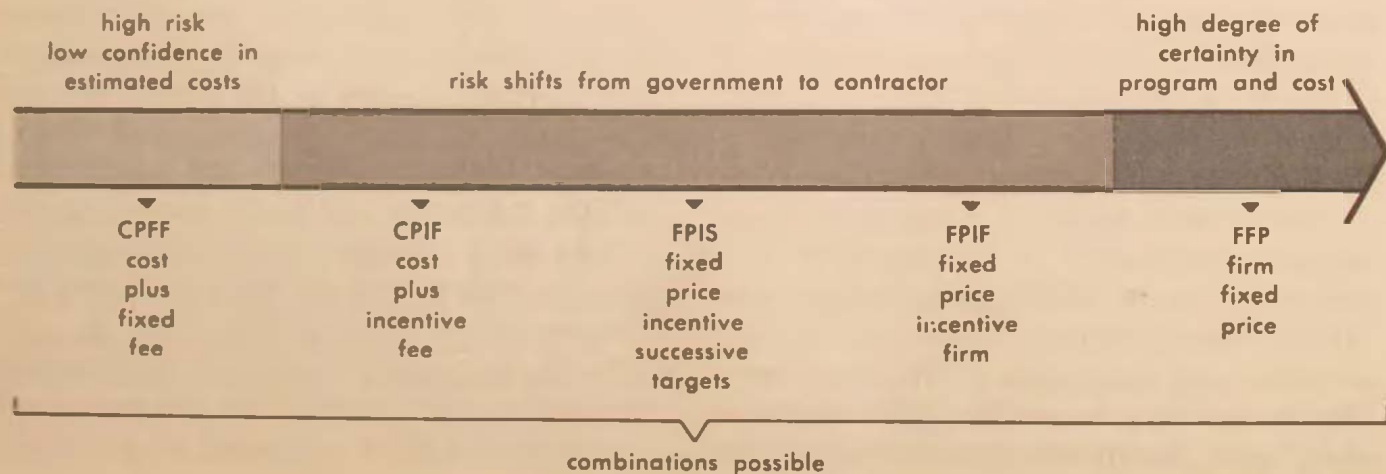 high risk
low confidence in
estimated costs
risk shifts from government to contractor
high degree of
certainty in
program and cost
CPFF
cost
plus
fixed
fee
CPIF
cost
plus
incentive
fee
FPIS
fixed
price
incentive
successive
targets
FPIF
fixed
price
incentive
firm
FFP
firm
fixed
price
combinations possible